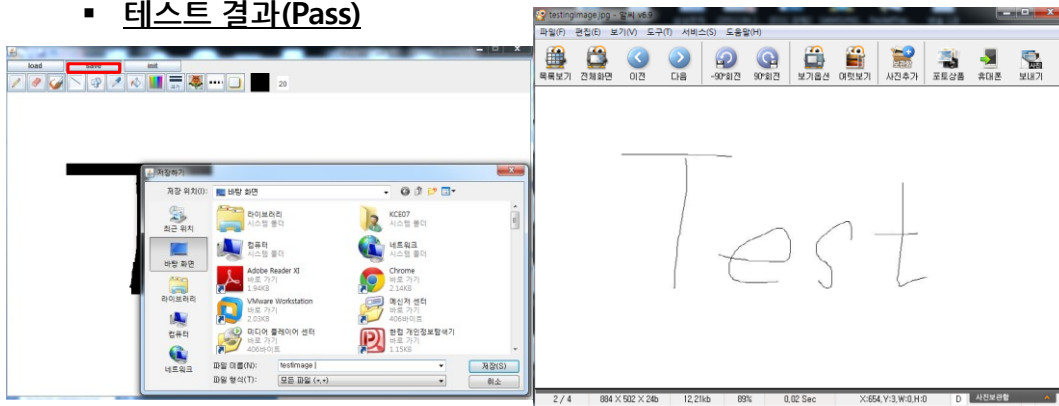 ▪ 테스트 결과(Pass)
load save init
20
저장하기
저장 위치(I): 바탕 화면
최근 위치
바탕 화면
라이브러리
컴퓨터
네트워크
라이브러리
시스템 폴더
KCE07
시스템 폴더
컴퓨터
시스템 폴더
네트워크
시스템 폴더
Adobe Reader XI
바로 가기
1.94KB
Chrome
바로 가기
2.14KB
VMware Workstation
바로 가기
2.03KB
메신저 센터
바로 가기
406바이트
미디어 플레이어 센터
바로 가기
406바이트
한컴 개인정보탐색기
바로 가기
1.15KB
파일 이름(N): testimage
저장(S)
파일 형식(T): 모든 파일 (*.*)
취소
testingimage.jpg - 알씨 v6.9
파일(F) 편집(E) 보기(V) 도구(T) 서비스(S) 도움말(H)
목록보기 전체화면 이전 다음 -90°회전 90°회전 보기옵션 여럿보기 사진추가 포토상품 휴대폰 보내기
Test
2 / 4 884 X 502 X 24b 12,21kb 89% 0,02 Sec X:654,Y:3,W:0,H:0 D 사진보관함